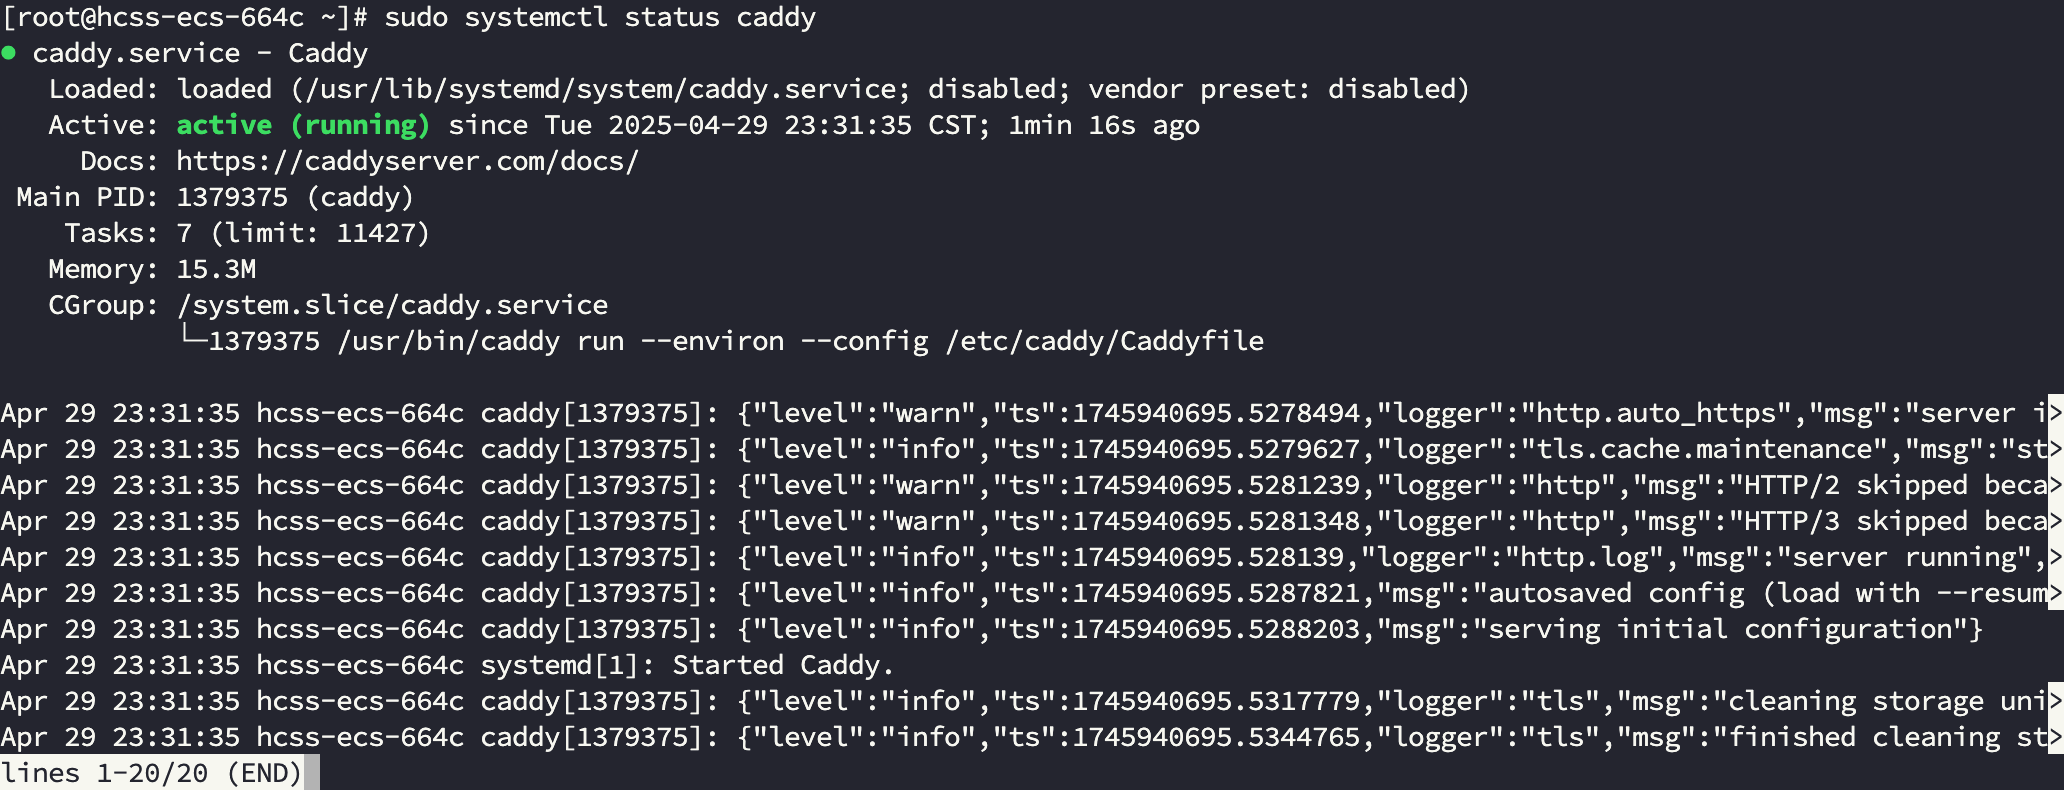 [root@hcss-ecs-664c ~]# sudo systemctl status caddy
● caddy.service - Caddy
   Loaded: loaded (/usr/lib/systemd/system/caddy.service; disabled; vendor preset: disabled)
   Active: active (running) since Tue 2025-04-29 23:31:35 CST; 1min 16s ago
     Docs: https://caddyserver.com/docs/
 Main PID: 1379375 (caddy)
    Tasks: 7 (limit: 11427)
   Memory: 15.3M
   CGroup: /system.slice/caddy.service
           └─1379375 /usr/bin/caddy run --environ --config /etc/caddy/Caddyfile

Apr 29 23:31:35 hcss-ecs-664c caddy[1379375]: {"level":"warn","ts":1745940695.5278494,"logger":"http.auto_https","msg":"server i>
Apr 29 23:31:35 hcss-ecs-664c caddy[1379375]: {"level":"info","ts":1745940695.5279627,"logger":"tls.cache.maintenance","msg":"st>
Apr 29 23:31:35 hcss-ecs-664c caddy[1379375]: {"level":"warn","ts":1745940695.5281239,"logger":"http","msg":"HTTP/2 skipped beca>
Apr 29 23:31:35 hcss-ecs-664c caddy[1379375]: {"level":"warn","ts":1745940695.5281348,"logger":"http","msg":"HTTP/3 skipped beca>
Apr 29 23:31:35 hcss-ecs-664c caddy[1379375]: {"level":"info","ts":1745940695.528139,"logger":"http.log","msg":"server running",>
Apr 29 23:31:35 hcss-ecs-664c caddy[1379375]: {"level":"info","ts":1745940695.5287821,"msg":"autosaved config (load with --resum>
Apr 29 23:31:35 hcss-ecs-664c caddy[1379375]: {"level":"info","ts":1745940695.5288203,"msg":"serving initial configuration"}
Apr 29 23:31:35 hcss-ecs-664c systemd[1]: Started Caddy.
Apr 29 23:31:35 hcss-ecs-664c caddy[1379375]: {"level":"info","ts":1745940695.5317779,"logger":"tls","msg":"cleaning storage uni>
Apr 29 23:31:35 hcss-ecs-664c caddy[1379375]: {"level":"info","ts":1745940695.5344765,"logger":"tls","msg":"finished cleaning st>
lines 1-20/20 (END)